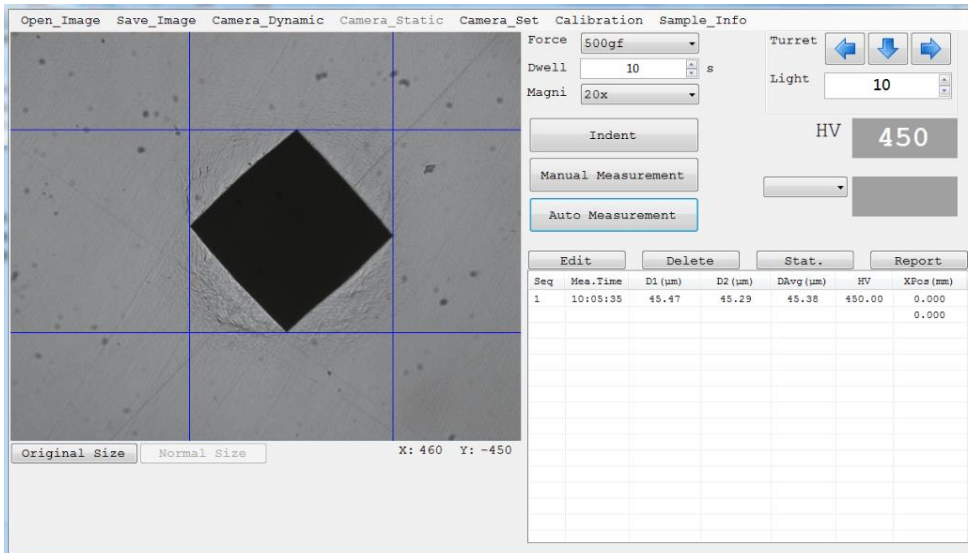 Open_Image Save_Image Camera_Dynamic Camera_Static Camera_Set Calibration Sample_Info
Force 500gf
Dwell 10 s
Magni 20x
Turret
Light 10
Indent
HV 450
Manual Measurement
Auto Measurement
Edit Delete Stat. Report
Seq Mea.Time D1(μm) D2(μm) DAvg(μm) HV XPos(mm)
1 10:05:35 45.47 45.29 45.38 450.00 0.000
0.000
Original Size Normal Size X: 460 Y: -450